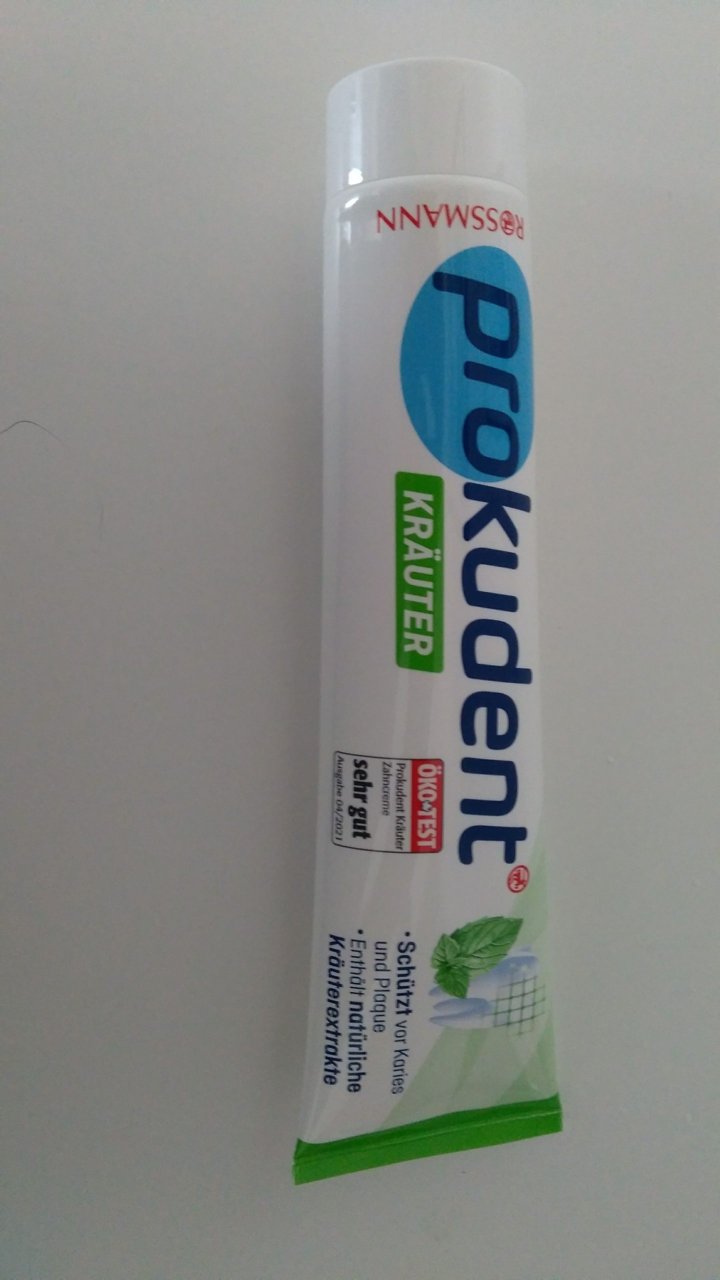 ROSSMANN
prokudent
KRÄUTER
ÖKO-TEST
Prokudent Kräuter
Zahncreme
sehr gut
Ausgabe 04/2021
• Schützt vor Karies
und Plaque
• Enthält natürliche
Kräuterextrakte